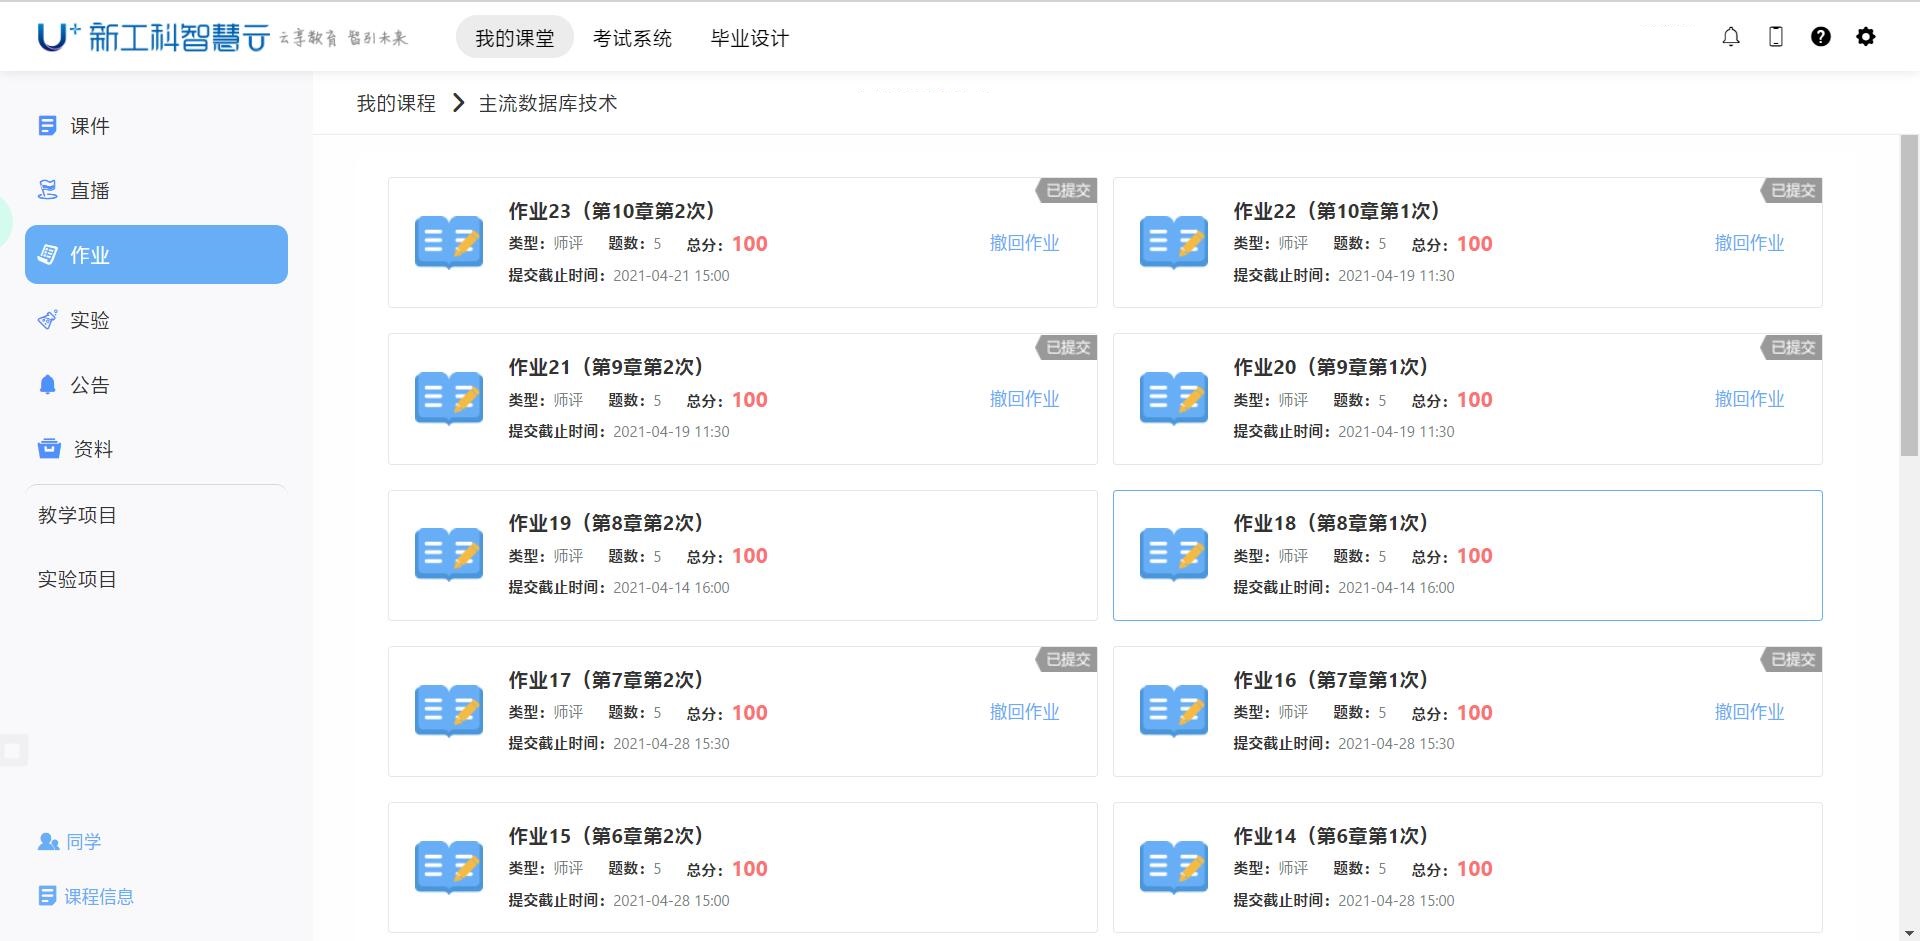 U+ 新工科智慧云 云享教育 智引未来 我的课堂 考试系统 毕业设计
我的课程 > 主流数据库技术
课件
直播
作业
实验
公告
资料
教学项目
实验项目
同学
课程信息
已提交
作业23（第10章第2次）
类型：师评 题数：5 总分：100
撤回作业
提交截止时间：2021-04-21 15:00
已提交
作业22（第10章第1次）
类型：师评 题数：5 总分：100
撤回作业
提交截止时间：2021-04-19 11:30
已提交
作业21（第9章第2次）
类型：师评 题数：5 总分：100
撤回作业
提交截止时间：2021-04-19 11:30
已提交
作业20（第9章第1次）
类型：师评 题数：5 总分：100
撤回作业
提交截止时间：2021-04-19 11:30
作业19（第8章第2次）
类型：师评 题数：5 总分：100
提交截止时间：2021-04-14 16:00
作业18（第8章第1次）
类型：师评 题数：5 总分：100
提交截止时间：2021-04-14 16:00
已提交
作业17（第7章第2次）
类型：师评 题数：5 总分：100
撤回作业
提交截止时间：2021-04-28 15:30
已提交
作业16（第7章第1次）
类型：师评 题数：5 总分：100
撤回作业
提交截止时间：2021-04-28 15:30
作业15（第6章第2次）
类型：师评 题数：5 总分：100
提交截止时间：2021-04-28 15:00
作业14（第6章第1次）
类型：师评 题数：5 总分：100
提交截止时间：2021-04-28 15:00